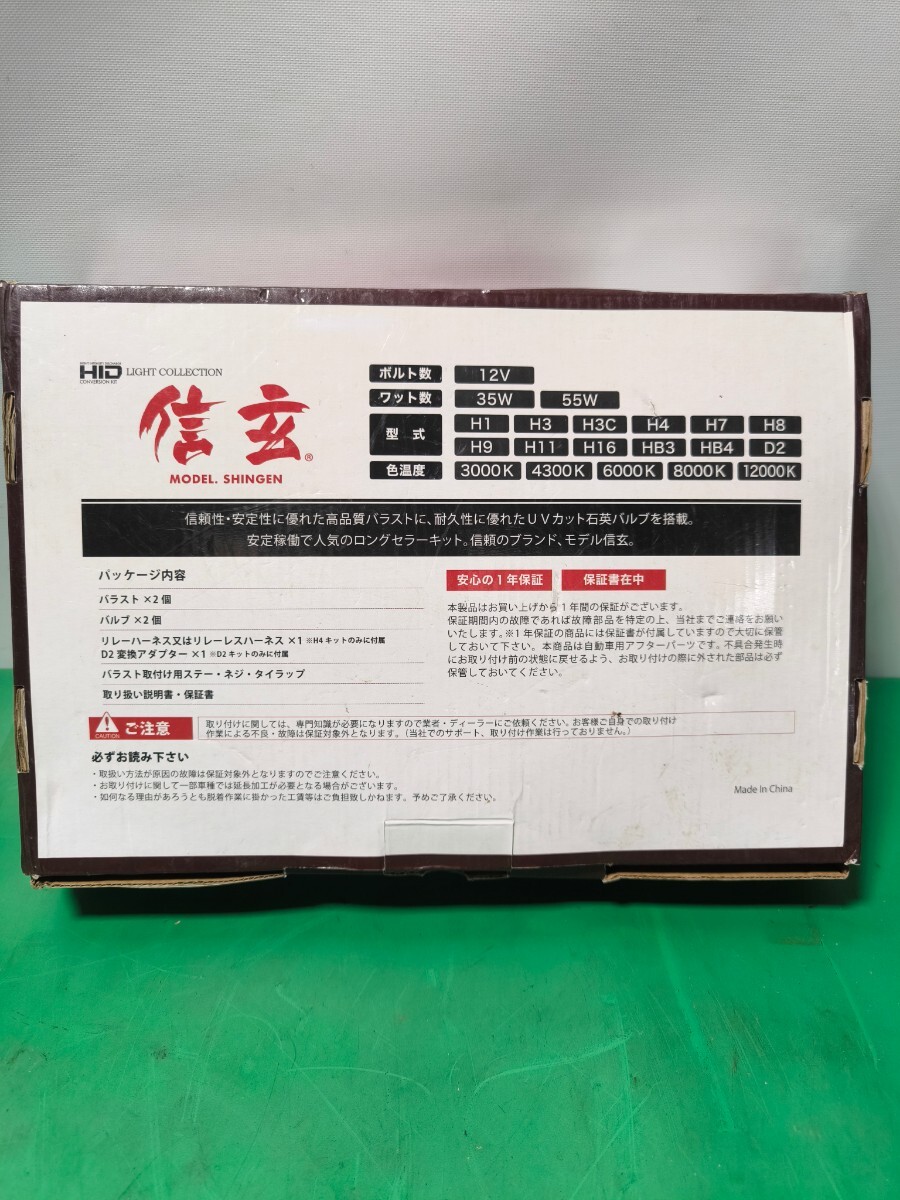 HID LIGHT COLLECTION
CONVERSION KIT
信玄®
MODEL. SHINGEN
ボルト数 12V
ワット数 35W 55W
型式 H1 H3 H3C H4 H7 H8
H9 H11 H16 HB3 HB4 D2
色温度 3000K 4300K 6000K 8000K 12000K
信頼性・安定性に優れた高品質バラストに、耐久性に優れたUVカット石英バルブを搭載。
安定稼働で人気のロングセラーキット。信頼のブランド、モデル信玄。
パッケージ内容
バラスト×2個
バルブ×2個
リレーハーネス又はリレーレスハーネス×1 ※H4キットのみに付属
D2変換アダプター×1 ※D2キットのみに付属
バラスト取付け用ステー・ネジ・タイラップ
取り扱い説明書・保証書
安心の1年保証 保証書在中
本製品はお買い上げから1年間の保証がございます。
保証期間内の故障であれば故障部品を特定の上、当社までご連絡をお願い
いたします。※1年保証の商品には保証書が付属していますので大切に保管
しておいて下さい。本商品は自動車用アフターパーツです。不具合発生時
にお取り付け前の状態に戻せるよう、お取り付けの際に外された部品は必ず
保管しておいてください。
CAUTION ご注意
取り付けに関しては、専門知識が必要になりますので業者・ディーラーにご依頼ください。お客様ご自身での取り付け
作業による不良・故障は保証対象外となります。(当社でのサポート、取り付け作業は行っておりません。)
必ずお読み下さい
・取扱い方法が原因の故障は保証対象外となりますのでご注意ください。
・お取り付けに関して一部車種では延長加工が必要となる場合がございます。
・如何なる理由があろうとも脱着作業に掛かった工賃等はご負担致しかねます。予めご了承ください。
Made In China